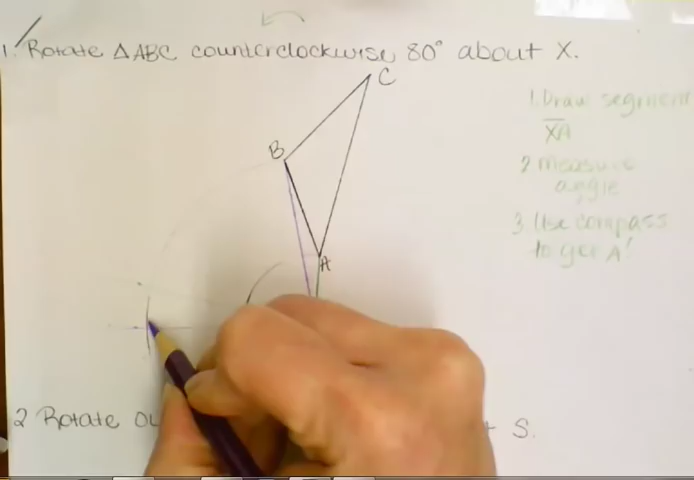 1. Rotate △ABC counterclockwise 80° about X.
C
B
A
1. Draw segment
XA
2 measure
angle
3. Use compass
to get A'
2 Rotate S.